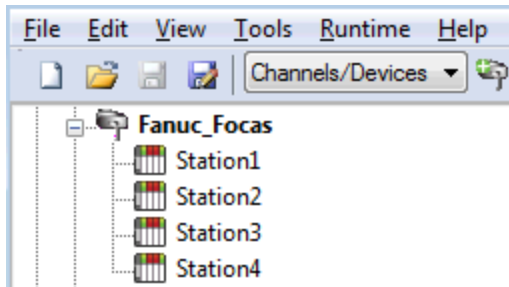 File Edit View Tools Runtime Help
Channels/Devices
Fanuc_Focas
Station1
Station2
Station3
Station4